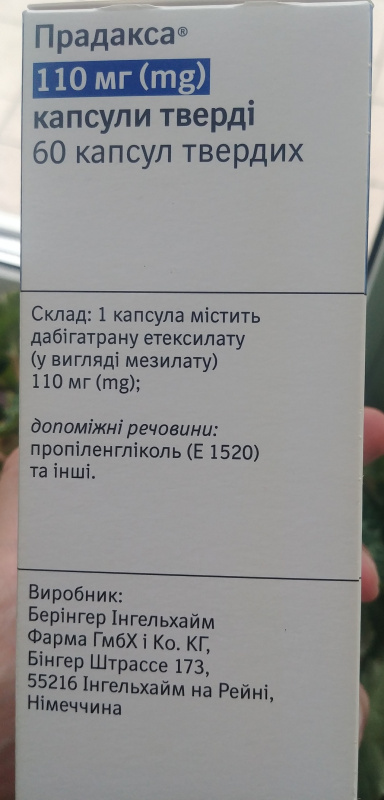 Прадакса®
110 мг (mg)
капсули тверді
60 капсул твердих
Склад: 1 капсула містить
дабігатрану етексилату
(у вигляді мезилату)
110 мг (mg);
допоміжні речовини:
пропіленгліколь (Е 1520)
та інші.
Виробник:
Берінгер Інгельхайм
Фарма ГмбХ і Ко. КГ,
Бінгер Штрассе 173,
55216 Інгельхайм на Рейні,
Німеччина